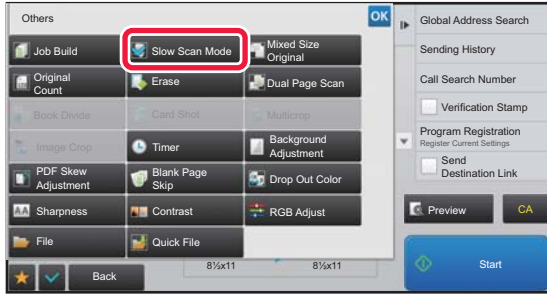 Others
OK
Job Build
Slow Scan Mode
Mixed Size
Original
Original
Count
Erase
Dual Page Scan
Book Divide
Card Shot
Multicrop
Image Crop
Timer
Background
Adjustment
PDF Skew
Adjustment
Blank Page
Skip
Drop Out Color
AA Sharpness
Contrast
RGB Adjust
File
Quick File
Back
8½x11
8½x11
Global Address Search
Sending History
Call Search Number
Verification Stamp
Program Registration
Register Current Settings
Send
Destination Link
Preview
CA
Start